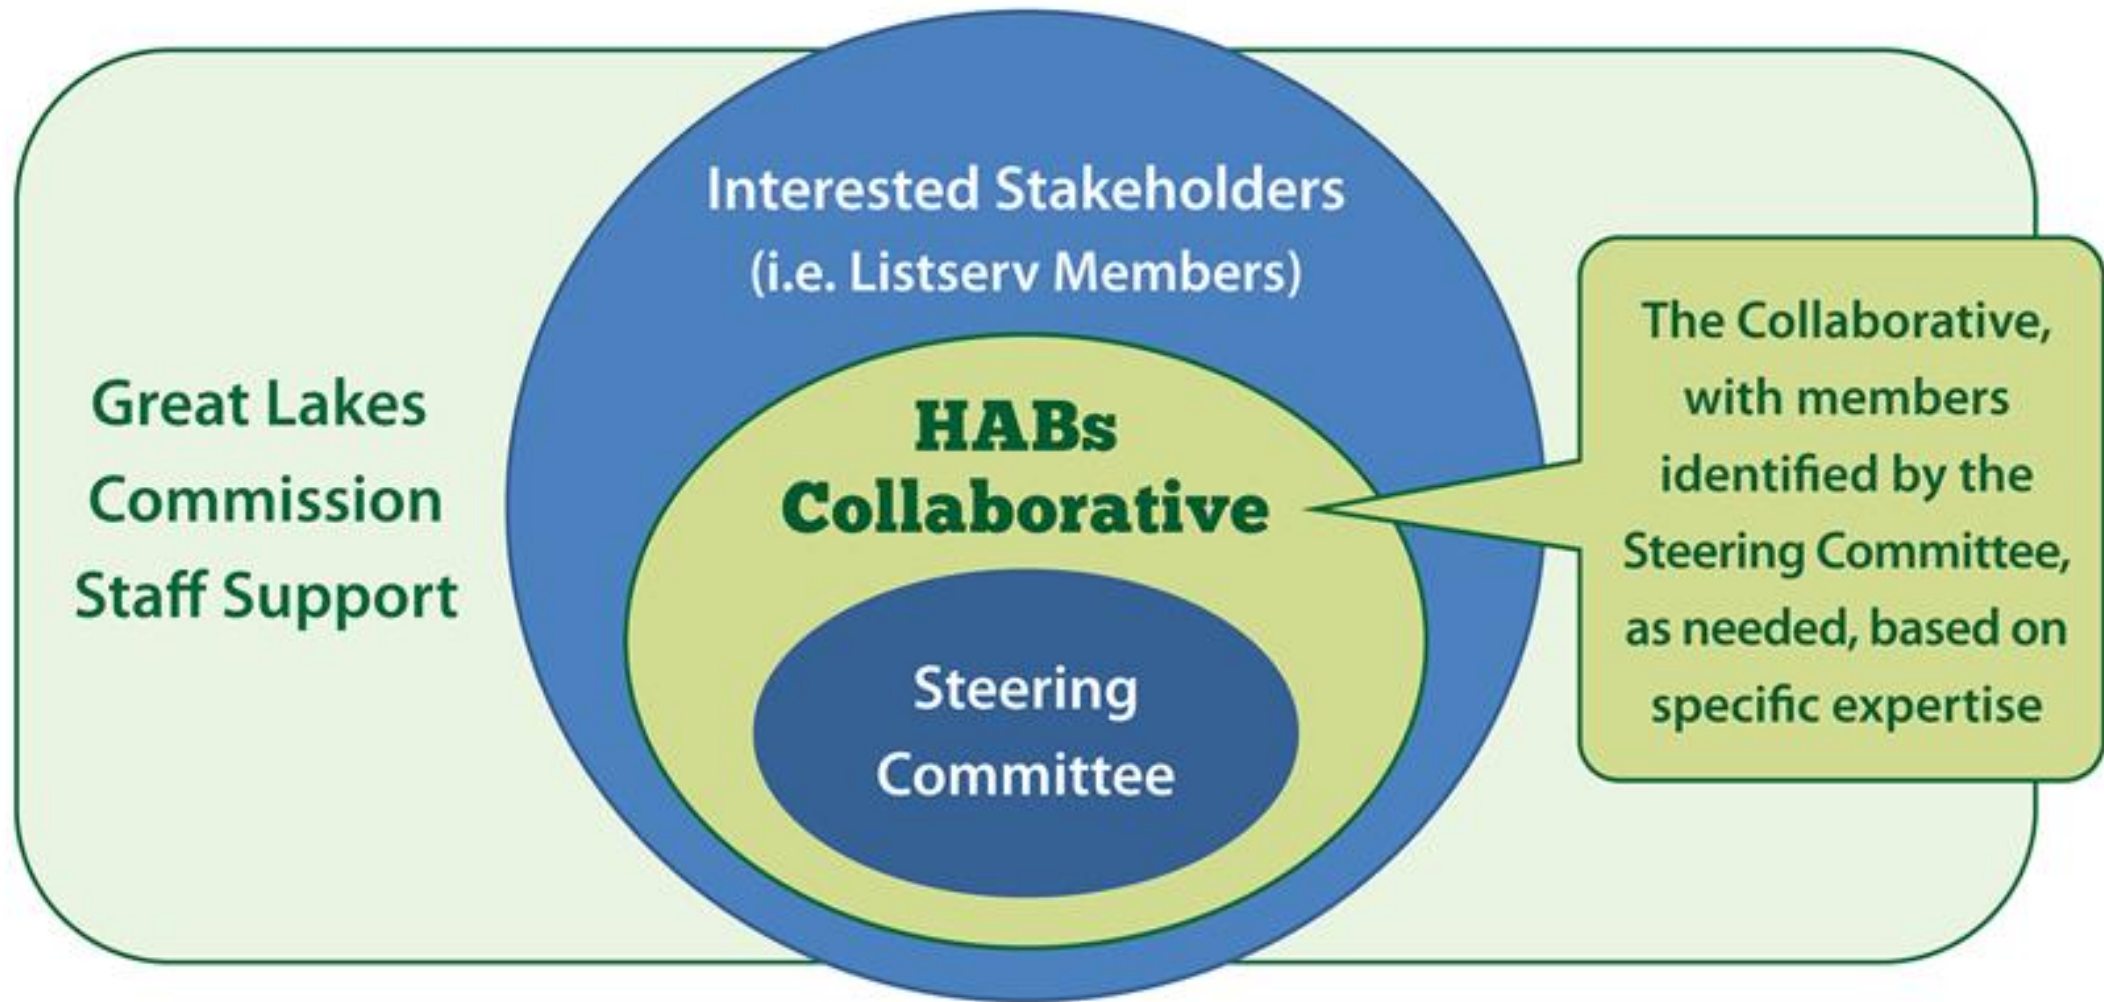 Interested Stakeholders
(i.e. Listserv Members)
Great Lakes
Commission
Staff Support
HABs
Collaborative
Steering
Committee
The Collaborative,
with members
identified by the
Steering Committee,
as needed, based on
specific expertise